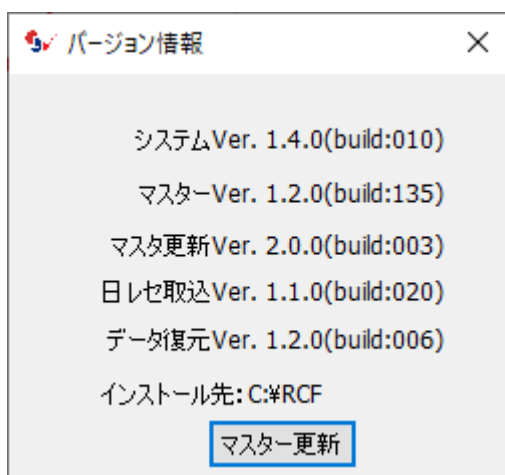 バージョン情報
システムVer. 1.4.0(build:010)
マスターVer. 1.2.0(build:135)
マスタ更新Ver. 2.0.0(build:003)
日レセ取込Ver. 1.1.0(build:020)
データ復元Ver. 1.2.0(build:006)
インストール先: C:¥RCF
マスター更新